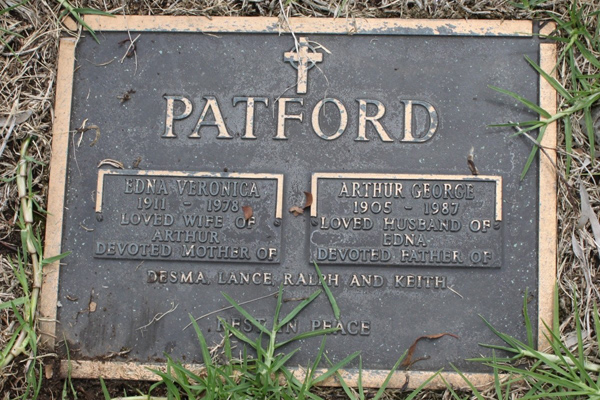 PATFORD
EDNA VERONICA
1911 - 1978
LOVED WIFE OF
ARTHUR
DEVOTED MOTHER OF
ARTHUR GEORGE
1905 - 1987
LOVED HUSBAND OF
EDNA
DEVOTED FATHER OF
DESMA, LANCE, RALPH AND KEITH
REST IN PEACE